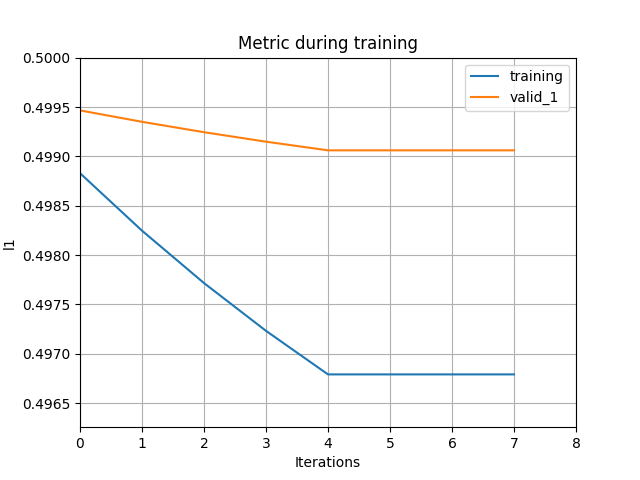 Metric during training
0.5000
0.4995
0.4990
0.4985
0.4980
0.4975
0.4970
0.4965
l1
training
valid_1
0 1 2 3 4 5 6 7 8
Iterations